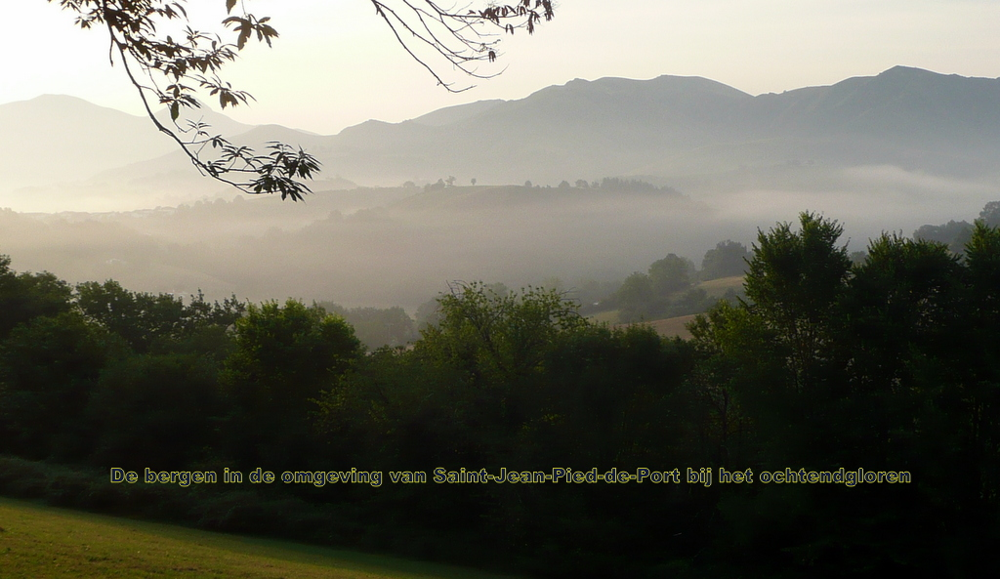 De bergen in de omgeving van Saint-Jean-Pied-de-Port bij het ochtendgloren